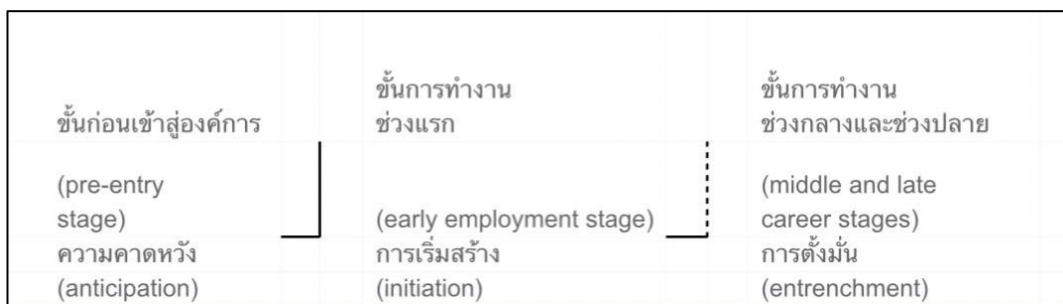 ขั้นก่อนเข้าสู่องค์การ
(pre-entry
stage)
ความคาดหวัง
(anticipation)
ขั้นการทำงาน
ช่วงแรก
(early employment stage)
การเริ่มสร้าง
(initiation)
ขั้นการทำงาน
ช่วงกลางและช่วงปลาย
(middle and late
career stages)
การตั้งมั่น
(entrenchment)